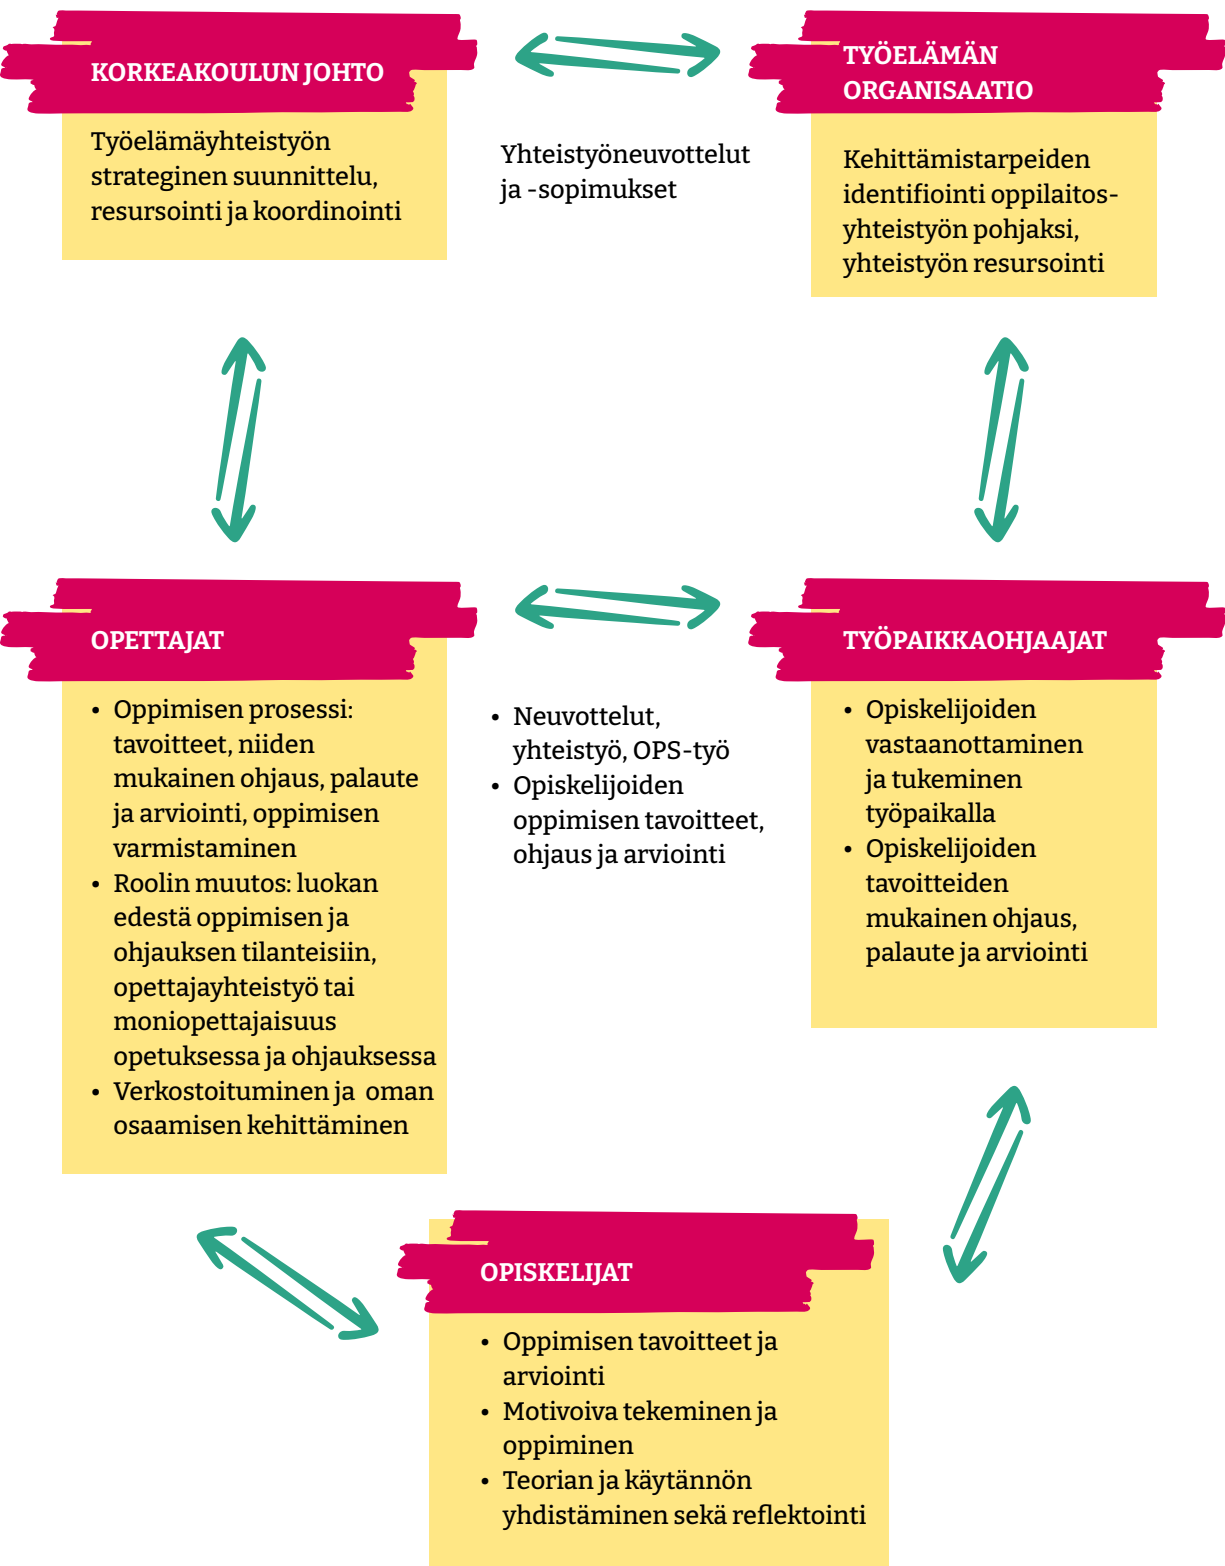 KORKEAKOULUN JOHTO
Työelämäyhteistyön
strateginen suunnittelu,
resursointi ja koordinointi
Yhteistyöneuvottelut
ja -sopimukset
TYÖELÄMÄN
ORGANISAATIO
Kehittämistarpeiden
identifiointi oppilaitos-
yhteistyön pohjaksi,
yhteistyön resursointi
OPETTAJAT
• Oppimisen prosessi:
tavoitteet, niiden
mukainen ohjaus, palaute
ja arviointi, oppimisen
varmistaminen
• Roolin muutos: luokan
edestä oppimisen ja
ohjauksen tilanteisiin,
opettajayhteistyö tai
moniopettajaisuus
opetuksessa ja ohjauksessa
• Verkostoituminen ja oman
osaamisen kehittäminen
• Neuvottelut,
yhteistyö, OPS-työ
• Opiskelijoiden
oppimisen tavoitteet,
ohjaus ja arviointi
TYÖPAIKKAOHJAAJAT
• Opiskelijoiden
vastaanottaminen
ja tukeminen
työpaikalla
• Opiskelijoiden
tavoitteiden
mukainen ohjaus,
palaute ja arviointi
OPISKELIJAT
• Oppimisen tavoitteet ja
arviointi
• Motivoiva tekeminen ja
oppiminen
• Teorian ja käytännön
yhdistäminen sekä reflektointi